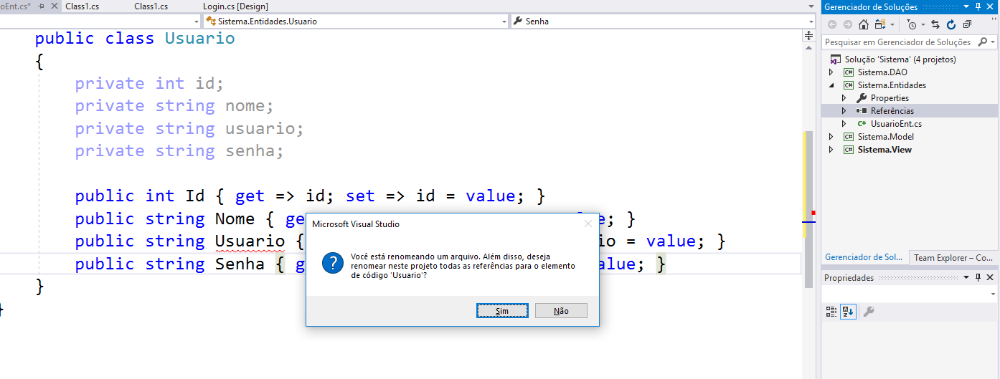 oEnt.cs*
Class1.cs
Class1.cs
Login.cs [Design]
Sistema.Entidades.Usuario
Senha
public class Usuario
{
private int id;
private string nome;
private string usuario;
private string senha;
public int Id { get => id; set => id = value; }
public string Nome { ge
lue; }
public string Usuario {
io = value; }
public string Senha { g
alue; }
}
}
Microsoft Visual Studio
Você está renomeando um arquivo. Além disso, deseja
renomear neste projeto todas as referências para o elemento
de código 'Usuario'?
Sim
Não
Gerenciador de Soluções
Pesquisar em Gerenciador de Soluções
Solução 'Sistema' (4 projetos)
C# Sistema.DAO
C# Sistema.Entidades
Properties
Referências
C# UsuarioEnt.cs
C# Sistema.Model
C# Sistema.View
Gerenciador de Sol...
Team Explorer – Co...
Propriedades